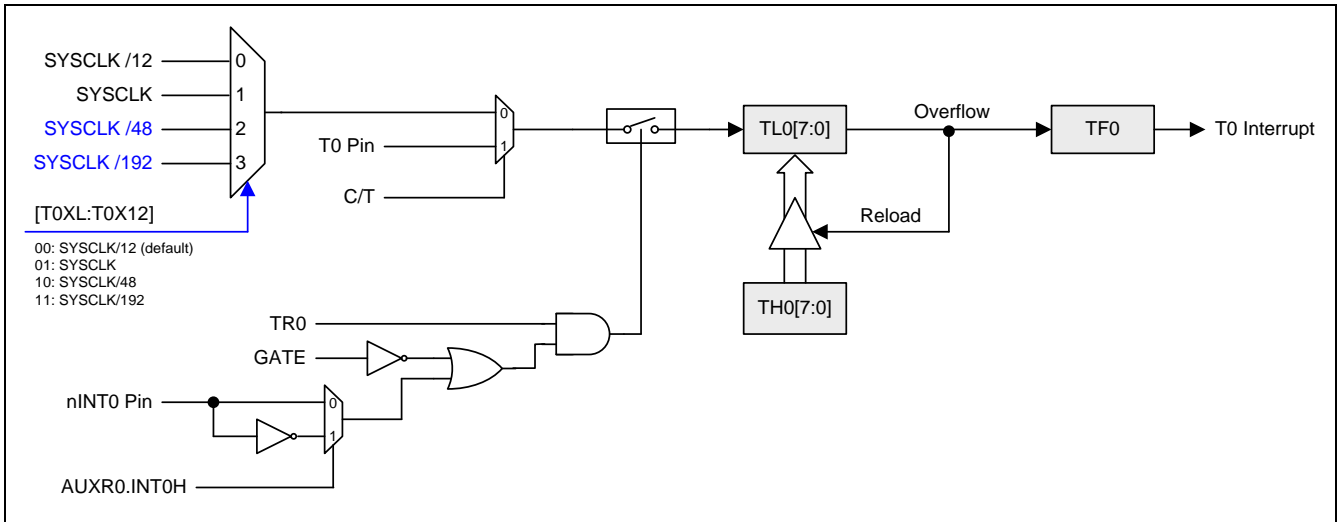 SYSCLK /12
0
SYSCLK
1
SYSCLK /48
2
SYSCLK /192
3
[T0XL:T0X12]
00: SYSCLK/12 (default)
01: SYSCLK
10: SYSCLK/48
11: SYSCLK/192
0
T0 Pin
1
C/T
TL0[7:0]
Overflow
TF0
T0 Interrupt
Reload
TH0[7:0]
TR0
GATE
nINT0 Pin
0
1
AUXR0.INT0H